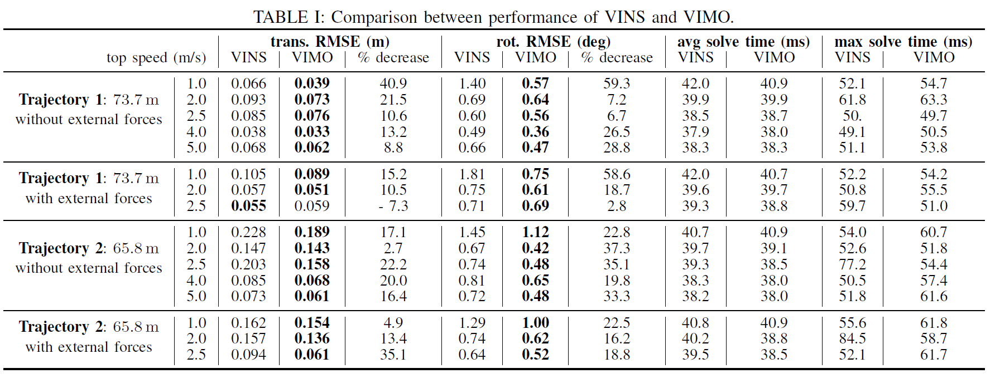 TABLE I: Comparison between performance of VINS and VIMO.
trans. RMSE (m) rot. RMSE (deg) avg solve time (ms) max solve time (ms)
top speed (m/s) VINS VIMO % decrease VINS VIMO % decrease VINS VIMO VINS VIMO
1.0 0.066 0.039 40.9 1.40 0.57 59.3 42.0 40.9 52.1 54.7
Trajectory 1: 73.7 m 2.0 0.093 0.073 21.5 0.69 0.64 7.2 39.9 39.9 61.8 63.3
without external forces 2.5 0.085 0.076 10.6 0.60 0.56 6.7 38.5 38.7 50. 49.7
4.0 0.038 0.033 13.2 0.49 0.36 26.5 37.9 38.0 49.1 50.5
5.0 0.068 0.062 8.8 0.66 0.47 28.8 38.3 38.3 51.1 53.8
Trajectory 1: 73.7 m 1.0 0.105 0.089 15.2 1.81 0.75 58.6 42.0 40.7 52.2 54.2
with external forces 2.0 0.057 0.051 10.5 0.75 0.61 18.7 39.6 39.7 50.8 55.5
2.5 0.055 0.059 - 7.3 0.71 0.69 2.8 39.3 38.8 59.7 51.0
1.0 0.228 0.189 17.1 1.45 1.12 22.8 40.7 40.9 54.0 60.7
Trajectory 2: 65.8 m 2.0 0.147 0.143 2.7 0.67 0.42 37.3 39.7 39.1 52.6 51.8
without external forces 2.5 0.203 0.158 22.2 0.74 0.48 35.1 39.3 38.5 77.2 54.4
4.0 0.085 0.068 20.0 0.81 0.65 19.8 38.3 38.0 50.5 57.4
5.0 0.073 0.061 16.4 0.72 0.48 33.3 38.2 38.0 51.8 61.6
Trajectory 2: 65.8 m 1.0 0.162 0.154 4.9 1.29 1.00 22.5 40.8 40.9 55.6 61.8
with external forces 2.0 0.157 0.136 13.4 0.74 0.62 16.2 40.2 38.8 84.5 58.7
2.5 0.094 0.061 35.1 0.64 0.52 18.8 39.5 38.5 52.1 61.7